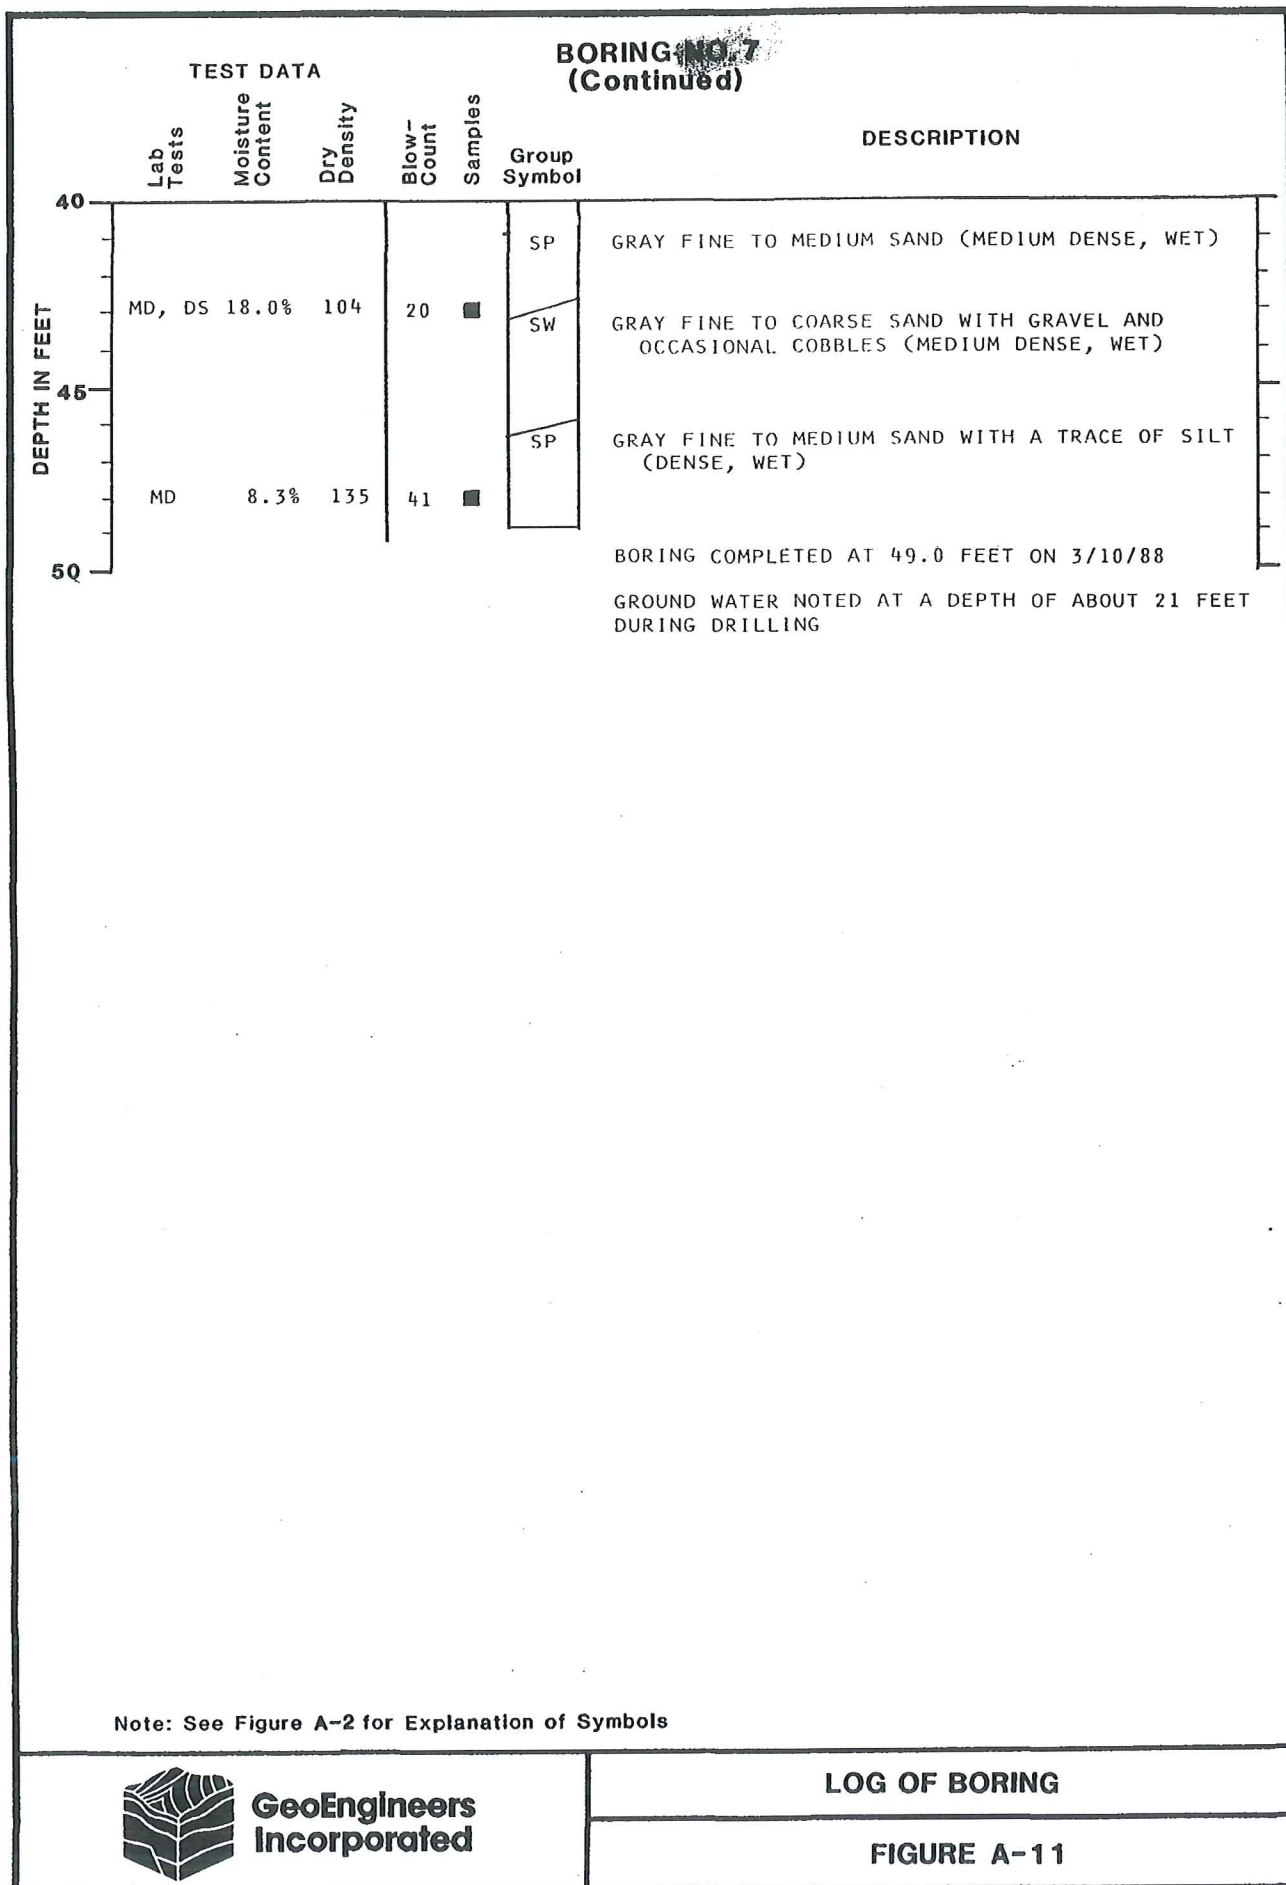 BORING NO. 7
(Continued)
TEST DATA
Lab
Tests
Moisture
Content
Dry
Density
Blow-
Count
Samples
Group
Symbol
DESCRIPTION
DEPTH IN FEET
40
SP GRAY FINE TO MEDIUM SAND (MEDIUM DENSE, WET)
MD, DS 18.0% 104 20
SW GRAY FINE TO COARSE SAND WITH GRAVEL AND
OCCASIONAL COBBLES (MEDIUM DENSE, WET)
45
SP GRAY FINE TO MEDIUM SAND WITH A TRACE OF SILT
(DENSE, WET)
MD 8.3% 135 41
BORING COMPLETED AT 49.0 FEET ON 3/10/88
50
GROUND WATER NOTED AT A DEPTH OF ABOUT 21 FEET
DURING DRILLING
Note: See Figure A-2 for Explanation of Symbols
GeoEngineers
Incorporated
LOG OF BORING
FIGURE A-11